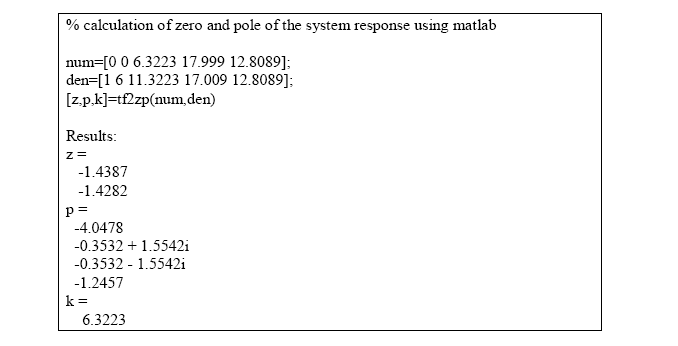 % calculation of zero and pole of the system response using matlab
num=[0 0 6.3223 17.999 12.8089];
den=[1 6 11.3223 17.009 12.8089];
[z,p,k]=tf2zp(num,den)
Results:
z =
-1.4387
-1.4282
p =
-4.0478
-0.3532 + 1.5542i
-0.3532 - 1.5542i
-1.2457
k =
6.3223